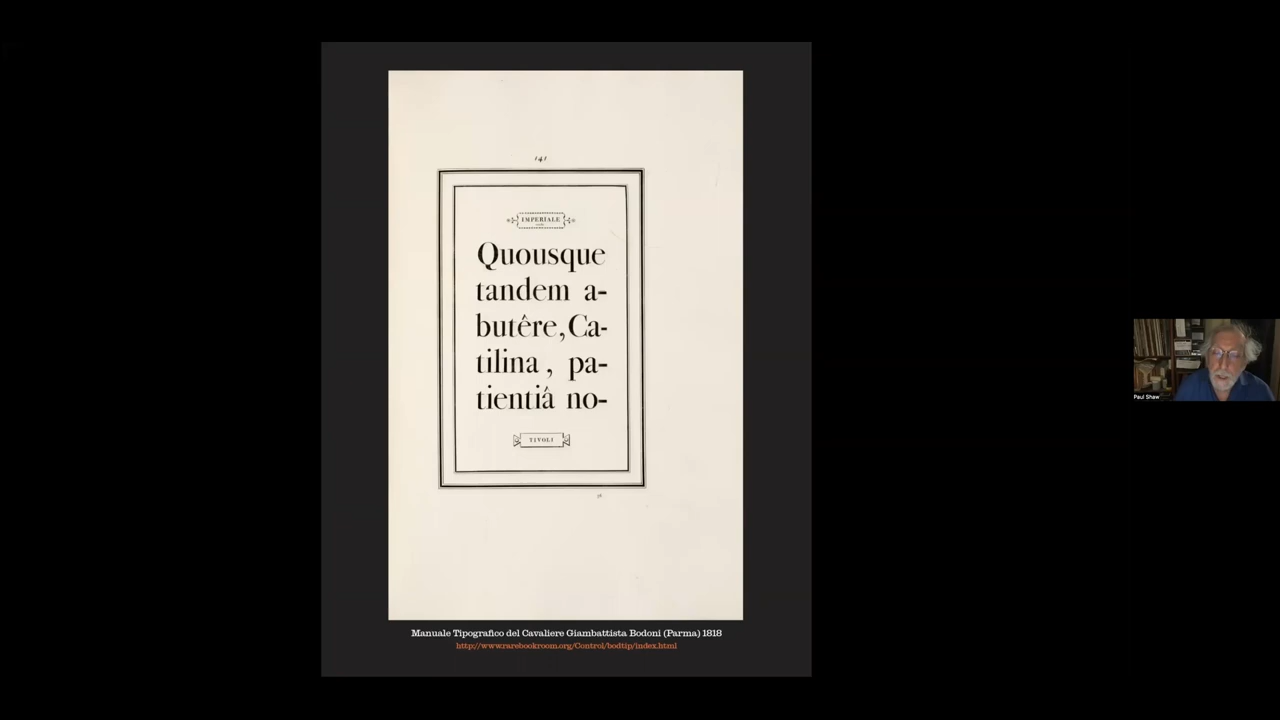 141
IMPERIALE
Quousque
tandem a-
butêre, Ca-
tilina, pa-
tientiâ no-
TIVOLI
Manuale Tipografico del Cavaliere Giambattista Bodoni (Parma) 1818
http://www.rarebookroom.org/Control/bodtip/index.html
Paul Shaw